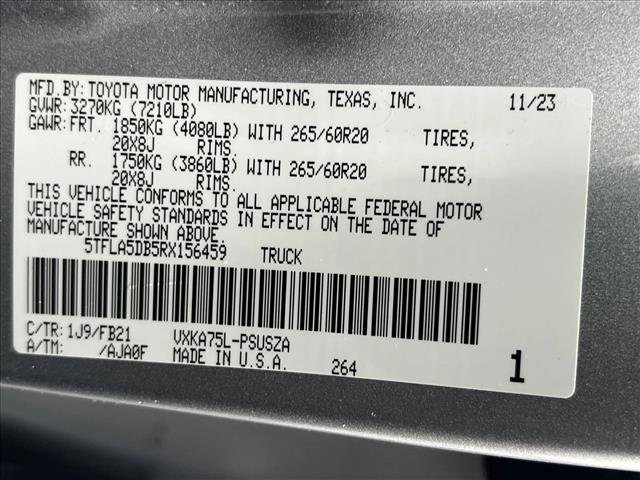 MFD.BY: TOYOTA MOTOR MANUFACTURING, TEXAS, INC. 11/23
GVWR: 3270KG (7210LB)
GAWR: FRT. 1850KG (4080LB) WITH 265/60R20 TIRES,
20X8J RIMS.
RR. 1750KG (3860LB) WITH 265/60R20 TIRES,
20X8J RIMS.
THIS VEHICLE CONFORMS TO ALL APPLICABLE FEDERAL MOTOR
VEHICLE SAFETY STANDARDS IN EFFECT ON THE DATE OF
MANUFACTURE SHOWN ABOVE.
5TFLA5DB5RX156459 TRUCK
C/TR: 1J9/FB21 VXKA75L-PSUSZA
A/TM: /AJA0F MADE IN U.S.A. 264 1